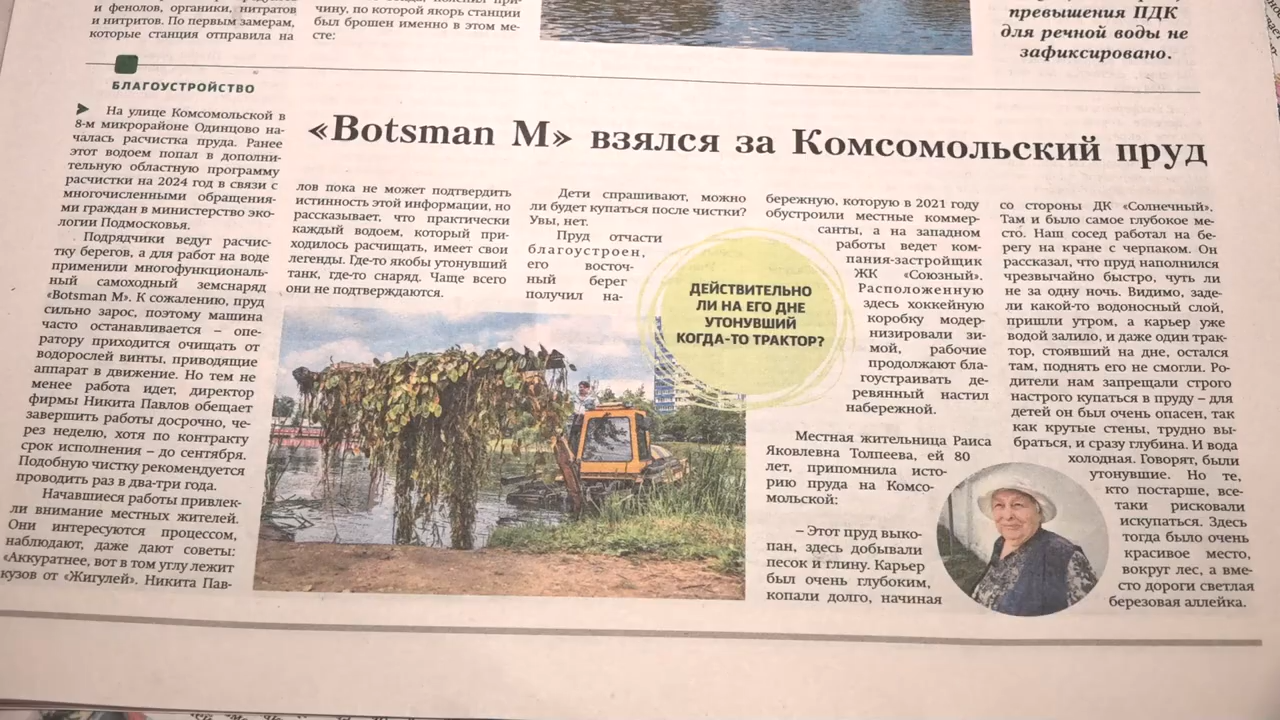 и фенолов, органики, нитратов
и нитритов. По первым замерам,
которые станция отправила на
чину, по которой якорь станции
был брошен именно в этом ме-
сте:
превышения ПДК
для речной воды не
зафиксировано.
БЛАГОУСТРОЙСТВО
«Botsman M» взялся за Комсомольский пруд
На улице Комсомольской в
8-м микрорайоне Одинцово на-
чалась расчистка пруда. Ранее
этот водоем попал в дополни-
тельную областную программу
расчистки на 2024 год в связи с
многочисленными обращения-
ми граждан в министерство эко-
логии Подмосковья.
Подрядчики ведут расчис-
тку берегов, а для работ на воде
применили многофункциональ-
ный самоходный земснаряд
«Botsman M». К сожалению, пруд
сильно зарос, поэтому машина
часто останавливается – опе-
ратору приходится очищать от
водорослей винты, приводящие
аппарат в движение. Но тем не
менее работа идет, директор
фирмы Никита Павлов обещает
завершить работы досрочно, че-
рез неделю, хотя по контракту
срок исполнения – до сентября.
Подобную чистку рекомендуется
проводить раз в два-три года.
Начавшиеся работы привлек-
ли внимание местных жителей.
Они интересуются процессом,
наблюдают, даже дают советы:
«Аккуратнее, вот в том углу лежит
кузов от «Жигулей». Никита Пав-
лов пока не может подтвердить
истинность этой информации, но
рассказывает, что практически
каждый водоем, который при-
ходилось расчищать, имеет свои
легенды. Где-то якобы утонувший
танк, где-то снаряд. Чаще всего
они не подтверждаются.
Дети спрашивают, можно
ли будет купаться после чистки?
Увы, нет.
Пруд отчасти
благоустроен,
его восточ-
ный берег
получил на-
ДЕЙСТВИТЕЛЬНО
ЛИ НА ЕГО ДНЕ
УТОНУВШИЙ
КОГДА-ТО ТРАКТОР?
бережную, которую в 2021 году
обустроили местные коммер-
санты, а на западном
работы ведет ком-
пания-застройщик
ЖК «Союзный».
Расположенную
здесь хоккейную
коробку модер-
низировали зи-
мой, рабочие
продолжают бла-
гоустраивать де-
ревянный настил
набережной.
Местная жительница Раиса
Яковлевна Толпеева, ей 80
лет, припомнила исто-
рию пруда на Комсо-
мольской:
– Этот пруд выко-
пан, здесь добывали
песок и глину. Карьер
был очень глубоким,
копали долго, начиная
со стороны ДК «Солнечный».
Там и было самое глубокое ме-
сто. Наш сосед работал на бе-
регу на кране с черпаком. Он
рассказал, что пруд наполнился
чрезвычайно быстро, чуть ли
не за одну ночь. Видимо, заде-
ли какой-то водоносный слой,
пришли утром, а карьер уже
водой залило, и даже один трак-
тор, стоявший на дне, остался
там, поднять его не смогли. Ро-
дители нам запрещали строго
настрого купаться в пруду – для
детей он был очень опасен, так
как крутые стены, трудно вы-
браться, и сразу глубина. И вода
холодная. Говорят, были
утонувшие. Но те,
кто постарше, все-
таки рисковали
искупаться. Здесь
тогда было очень
красивое место,
вокруг лес, а вме-
сто дороги светлая
березовая аллейка.